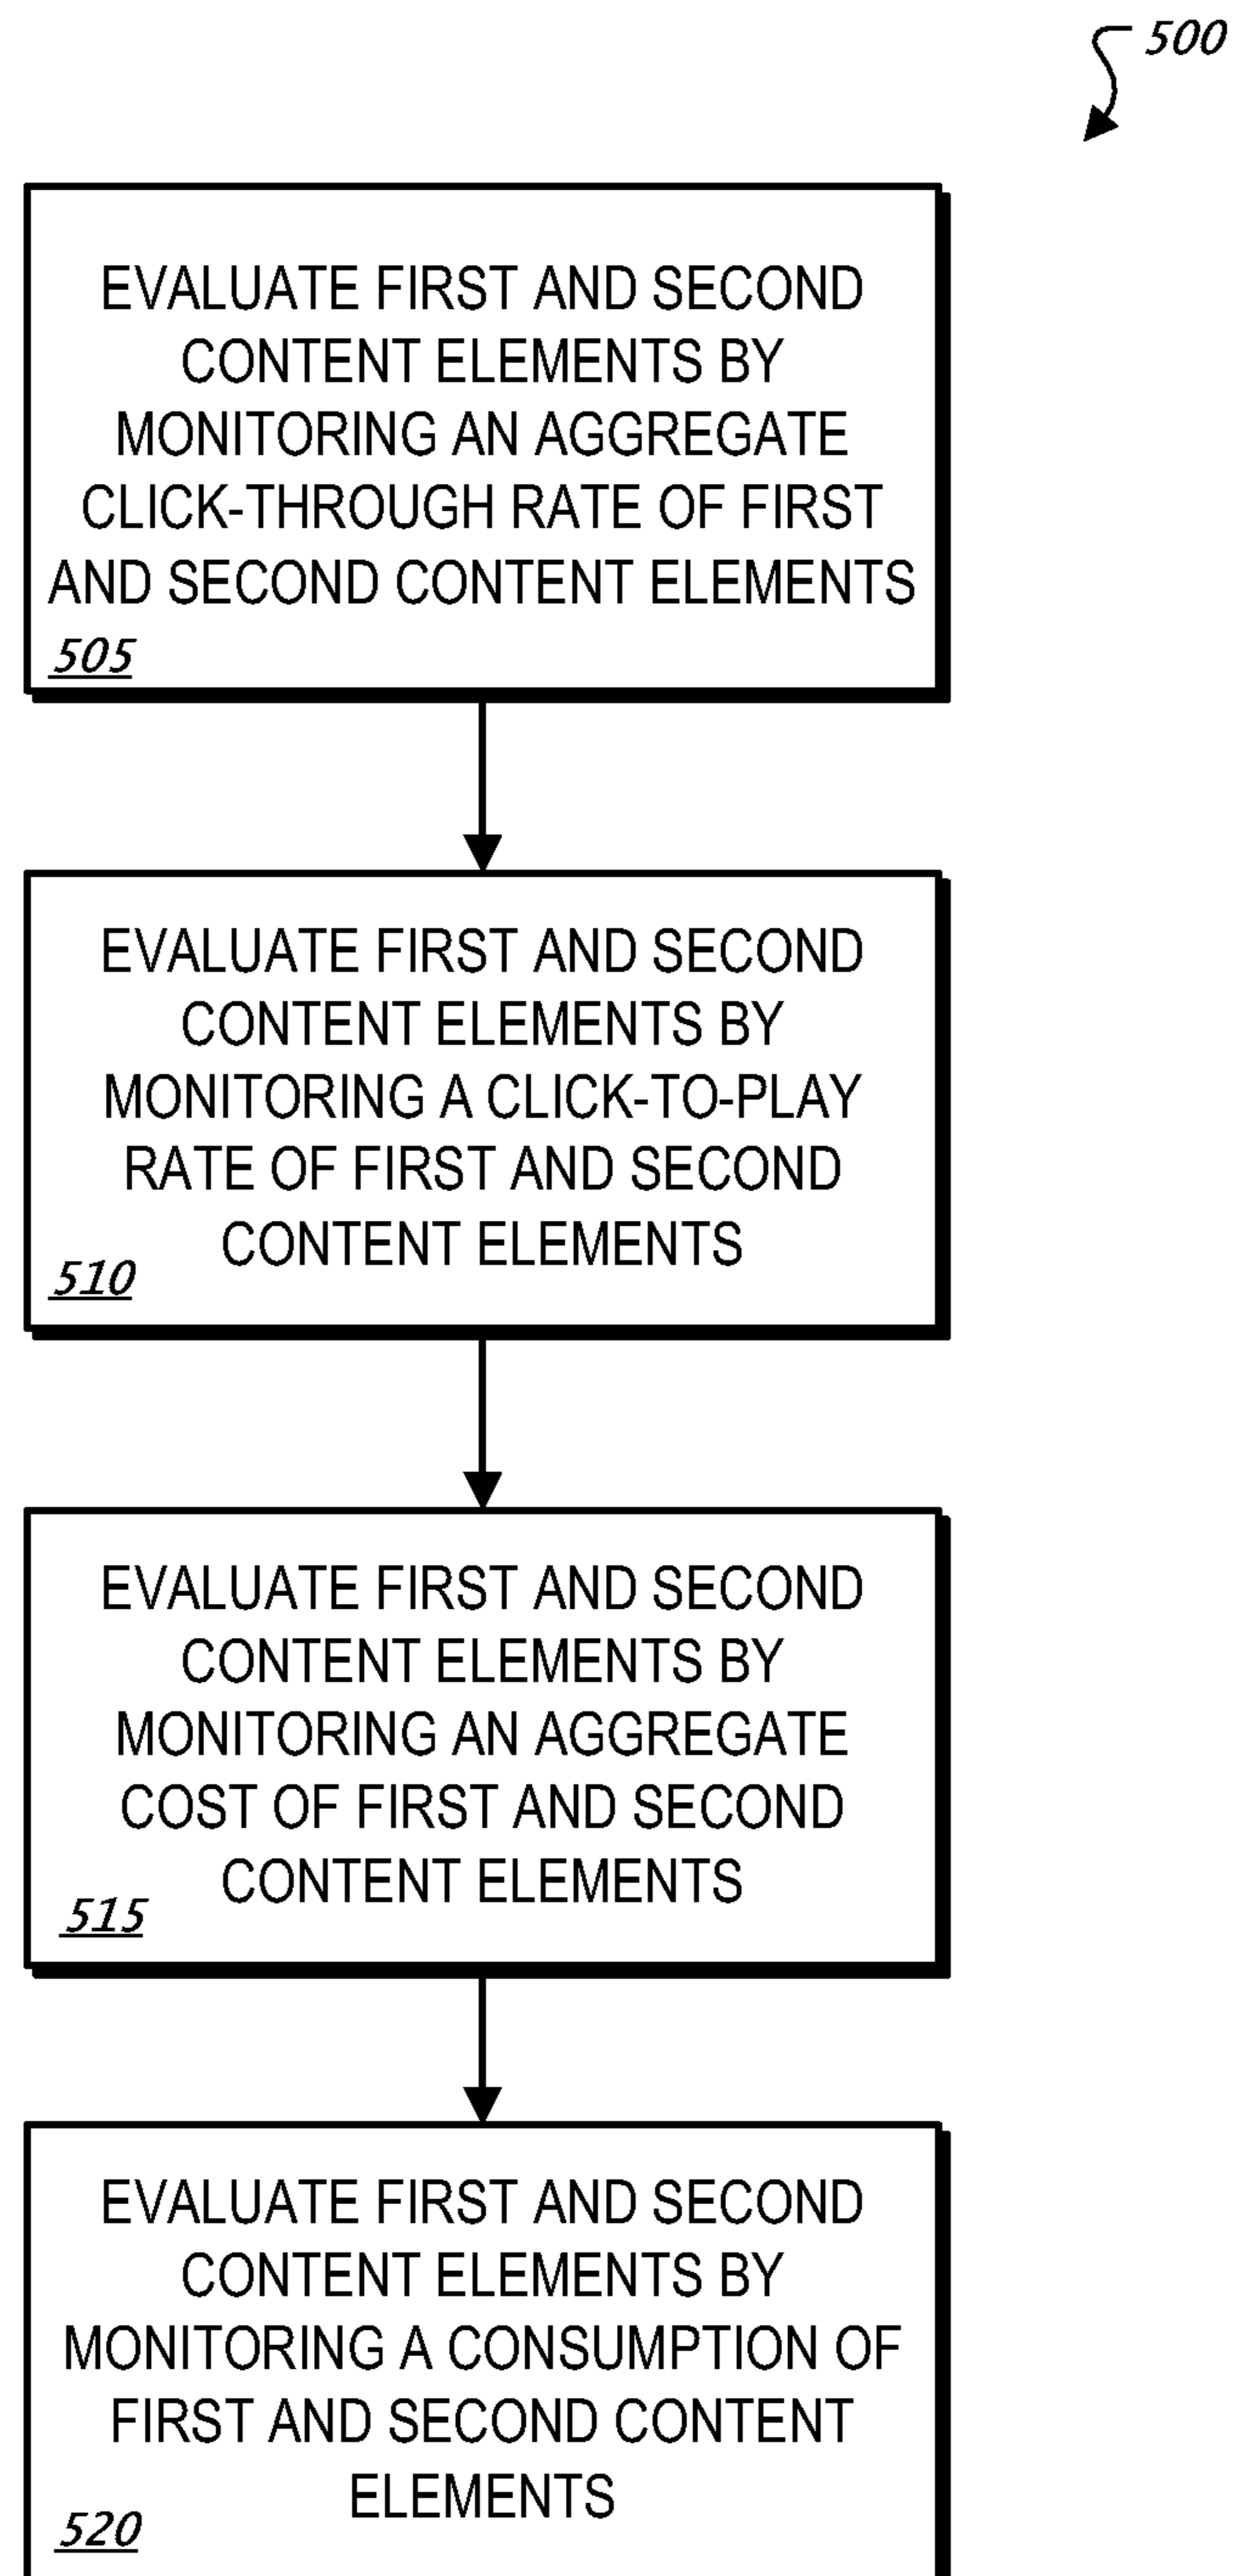 500
EVALUATE FIRST AND SECOND
CONTENT ELEMENTS BY
MONITORING AN AGGREGATE
CLICK-THROUGH RATE OF FIRST
AND SECOND CONTENT ELEMENTS
505
EVALUATE FIRST AND SECOND
CONTENT ELEMENTS BY
MONITORING A CLICK-TO-PLAY
RATE OF FIRST AND SECOND
CONTENT ELEMENTS
510
EVALUATE FIRST AND SECOND
CONTENT ELEMENTS BY
MONITORING AN AGGREGATE
COST OF FIRST AND SECOND
CONTENT ELEMENTS
515
EVALUATE FIRST AND SECOND
CONTENT ELEMENTS BY
MONITORING A CONSUMPTION OF
FIRST AND SECOND CONTENT
ELEMENTS
520